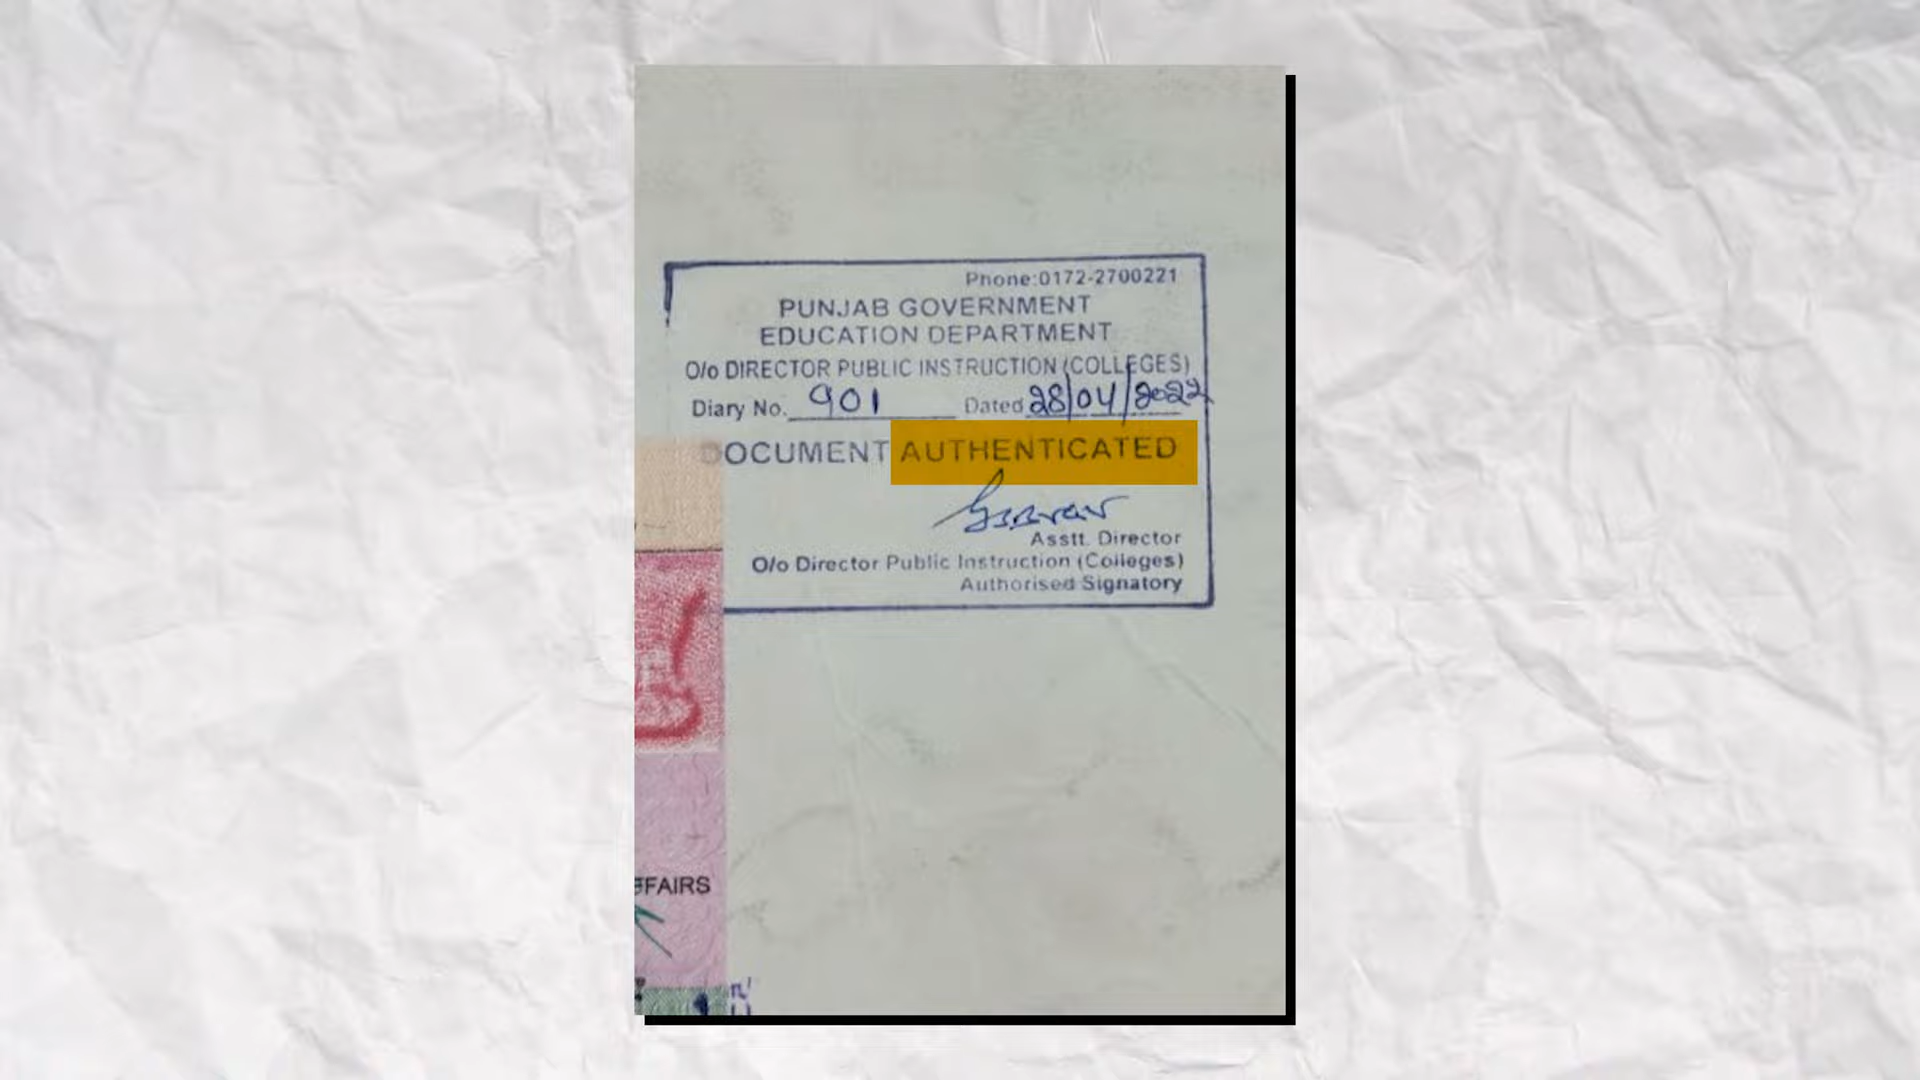 Phone:0172-2700221
PUNJAB GOVERNMENT
EDUCATION DEPARTMENT
O/o DIRECTOR PUBLIC INSTRUCTION (COLLEGES)
Diary No. 901 Dated 28/04/2022
DOCUMENT AUTHENTICATED
Asstt. Director
O/o Director Public Instruction (Colleges)
Authorised Signatory
FFAIRS